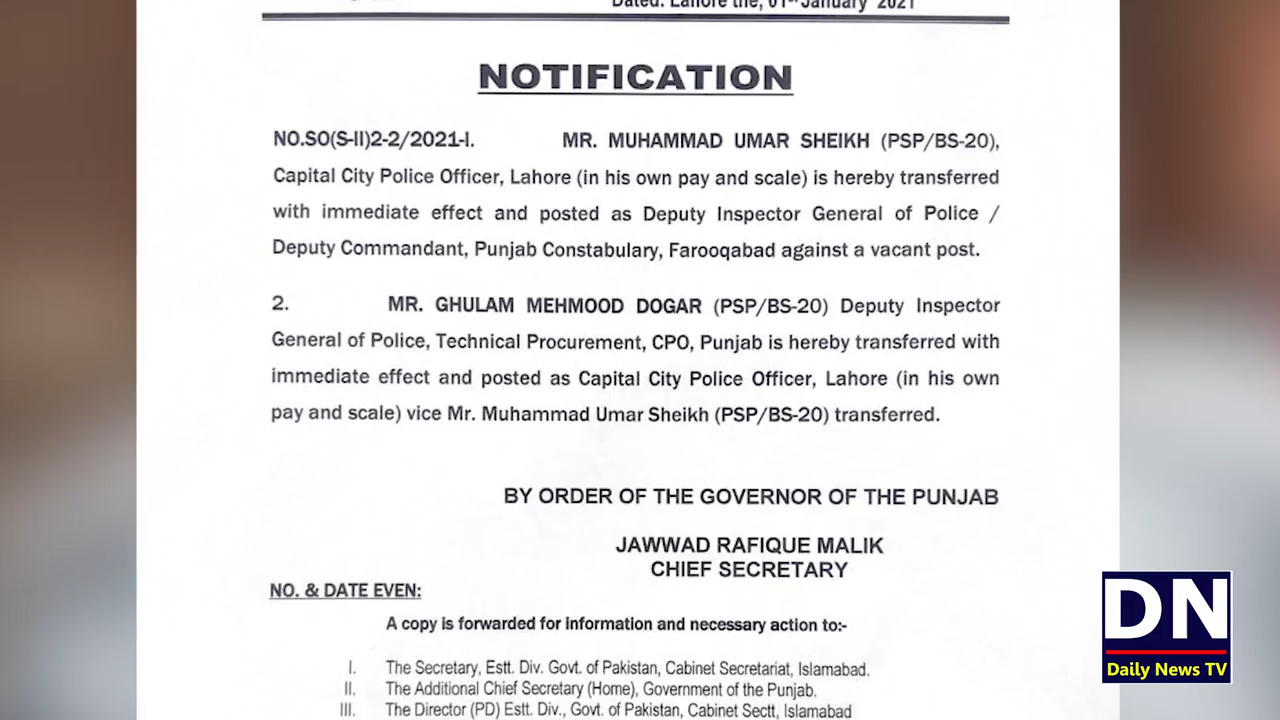 Dated: Lahore the, 01st January 2021
NOTIFICATION
NO.SO(S-II)2-2/2021-I. MR. MUHAMMAD UMAR SHEIKH (PSP/BS-20),
Capital City Police Officer, Lahore (in his own pay and scale) is hereby transferred
with immediate effect and posted as Deputy Inspector General of Police /
Deputy Commandant, Punjab Constabulary, Farooqabad against a vacant post.
2. MR. GHULAM MEHMOOD DOGAR (PSP/BS-20) Deputy Inspector
General of Police, Technical Procurement, CPO, Punjab is hereby transferred with
immediate effect and posted as Capital City Police Officer, Lahore (in his own
pay and scale) vice Mr. Muhammad Umar Sheikh (PSP/BS-20) transferred.
BY ORDER OF THE GOVERNOR OF THE PUNJAB
JAWWAD RAFIQUE MALIK
CHIEF SECRETARY
NO. & DATE EVEN:
A copy is forwarded for information and necessary action to:-
I. The Secretary, Estt. Div. Govt. of Pakistan, Cabinet Secretariat, Islamabad.
II. The Additional Chief Secretary (Home), Government of the Punjab.
III. The Director (PD) Estt. Div., Govt. of Pakistan, Cabinet Sectt, Islamabad
DN
Daily News TV